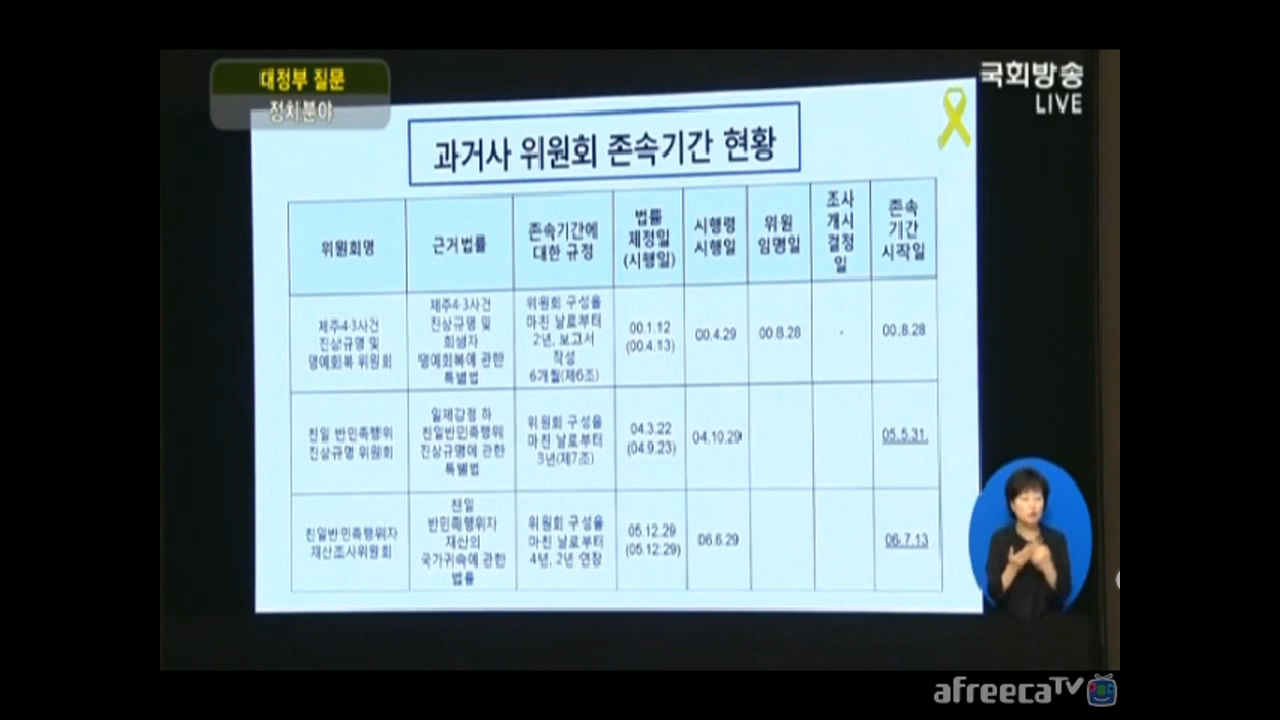 대정부 질문
정치분야
국회방송
LIVE
과거사 위원회 존속기간 현황
위원회명
근거법률
존속기간에
대한 규정
법률
제정일
(시행일)
시행령
시행일
위원
임명일
조사
개시
결정
일
존속
기간
시작일
제주4·3사건
진상규명 및
명예회복 위원회
제주4·3사건
진상규명 및
희생자
명예회복에 관한
특별법
위원회 구성을
마친 날로부터
2년, 보고서
작성
6개월(제6조)
00.1.12
(00.4.13)
00.4.29
00.8.28
-
00.8.28
친일 반민족행위
진상규명 위원회
일제강점 하
친일반민족행위
진상규명에 관한
특별법
위원회 구성을
마친 날로부터
3년(제7조)
04.3.22
(04.9.23)
04.10.29
05.5.31.
친일반민족행위자
재산조사위원회
친일
반민족행위자
재산의
국가귀속에 관한
법률
위원회 구성을
마친 날로부터
4년, 2년 연장
05.12.29
(05.12.29)
06.6.29
06.7.13
afreecaTV